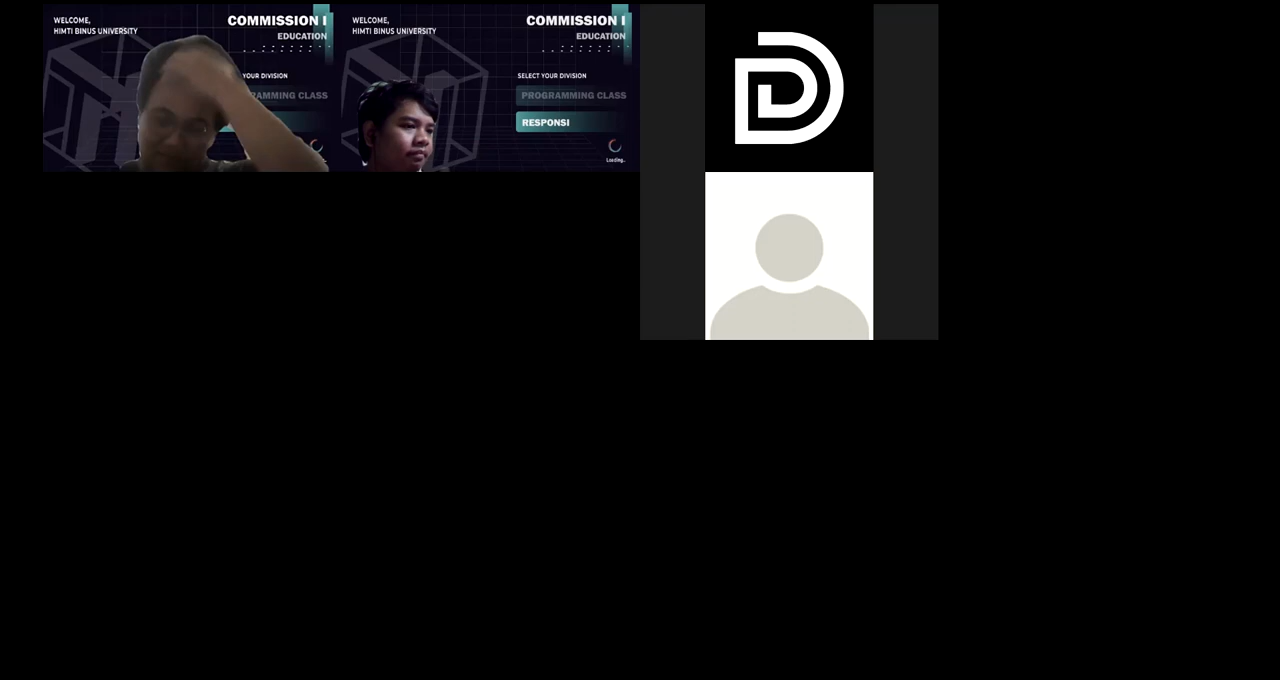 WELCOME,
HIMTI BINUS UNIVERSITY
COMMISSION I
EDUCATION
YOUR DIVISION
RAMMING CLASS
WELCOME,
HIMTI BINUS UNIVERSITY
COMMISSION I
EDUCATION
SELECT YOUR DIVISION
PROGRAMMING CLASS
RESPONSI
Loading..